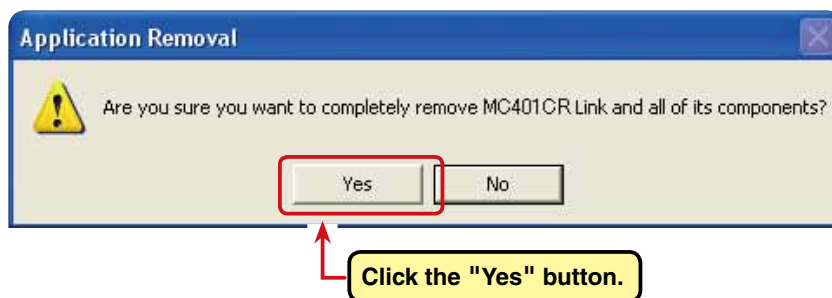 Application Removal
Are you sure you want to completely remove MC401CR Link and all of its components?
Yes No
Click the "Yes" button.